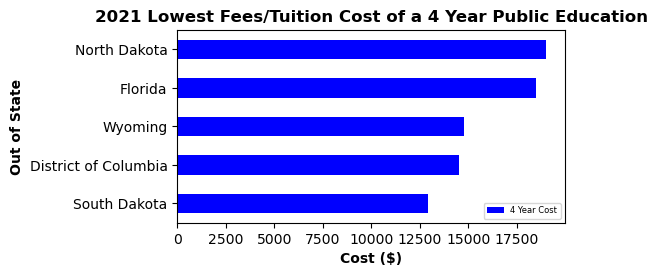 2021 Lowest Fees/Tuition Cost of a 4 Year Public Education
Out of State
North Dakota
Florida
Wyoming
District of Columbia
South Dakota
4 Year Cost
0 2500 5000 7500 10000 12500 15000 17500
Cost ($)